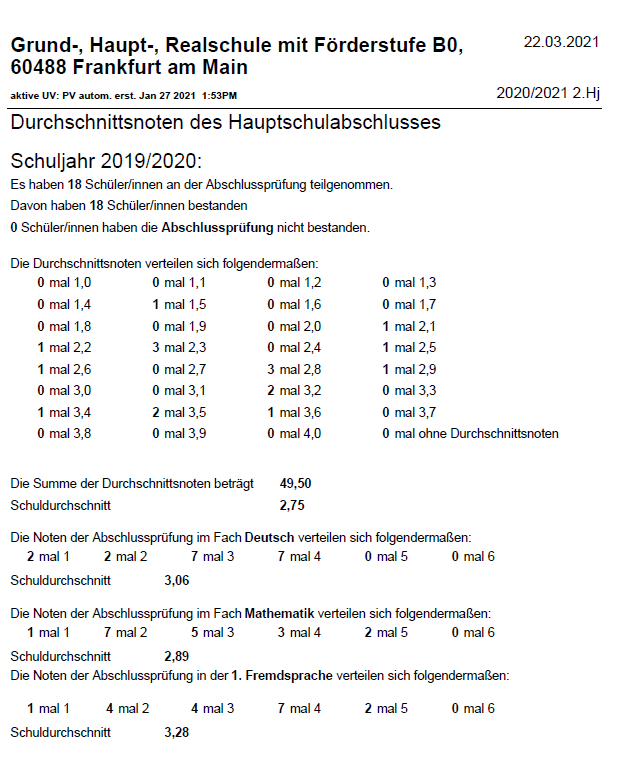 Grund-, Haupt-, Realschule mit Förderstufe B0, 22.03.2021
60488 Frankfurt am Main
aktive UV: PV autom. erst. Jan 27 2021 1:53PM 2020/2021 2.Hj
Durchschnittsnoten des Hauptschulabschlusses
Schuljahr 2019/2020:
Es haben 18 Schüler/innen an der Abschlussprüfung teilgenommen.
Davon haben 18 Schüler/innen bestanden
0 Schüler/innen haben die Abschlussprüfung nicht bestanden.
Die Durchschnittsnoten verteilen sich folgendermaßen:
0 mal 1,0 0 mal 1,1 0 mal 1,2 0 mal 1,3
0 mal 1,4 1 mal 1,5 0 mal 1,6 0 mal 1,7
0 mal 1,8 0 mal 1,9 0 mal 2,0 1 mal 2,1
1 mal 2,2 3 mal 2,3 0 mal 2,4 1 mal 2,5
1 mal 2,6 0 mal 2,7 3 mal 2,8 1 mal 2,9
0 mal 3,0 0 mal 3,1 2 mal 3,2 0 mal 3,3
1 mal 3,4 2 mal 3,5 1 mal 3,6 0 mal 3,7
0 mal 3,8 0 mal 3,9 0 mal 4,0 0 mal ohne Durchschnittsnoten
Die Summe der Durchschnittsnoten beträgt 49,50
Schuldurchschnitt 2,75
Die Noten der Abschlussprüfung im Fach Deutsch verteilen sich folgendermaßen:
2 mal 1 2 mal 2 7 mal 3 7 mal 4 0 mal 5 0 mal 6
Schuldurchschnitt 3,06
Die Noten der Abschlussprüfung im Fach Mathematik verteilen sich folgendermaßen:
1 mal 1 7 mal 2 5 mal 3 3 mal 4 2 mal 5 0 mal 6
Schuldurchschnitt 2,89
Die Noten der Abschlussprüfung in der 1. Fremdsprache verteilen sich folgendermaßen:
1 mal 1 4 mal 2 4 mal 3 7 mal 4 2 mal 5 0 mal 6
Schuldurchschnitt 3,28